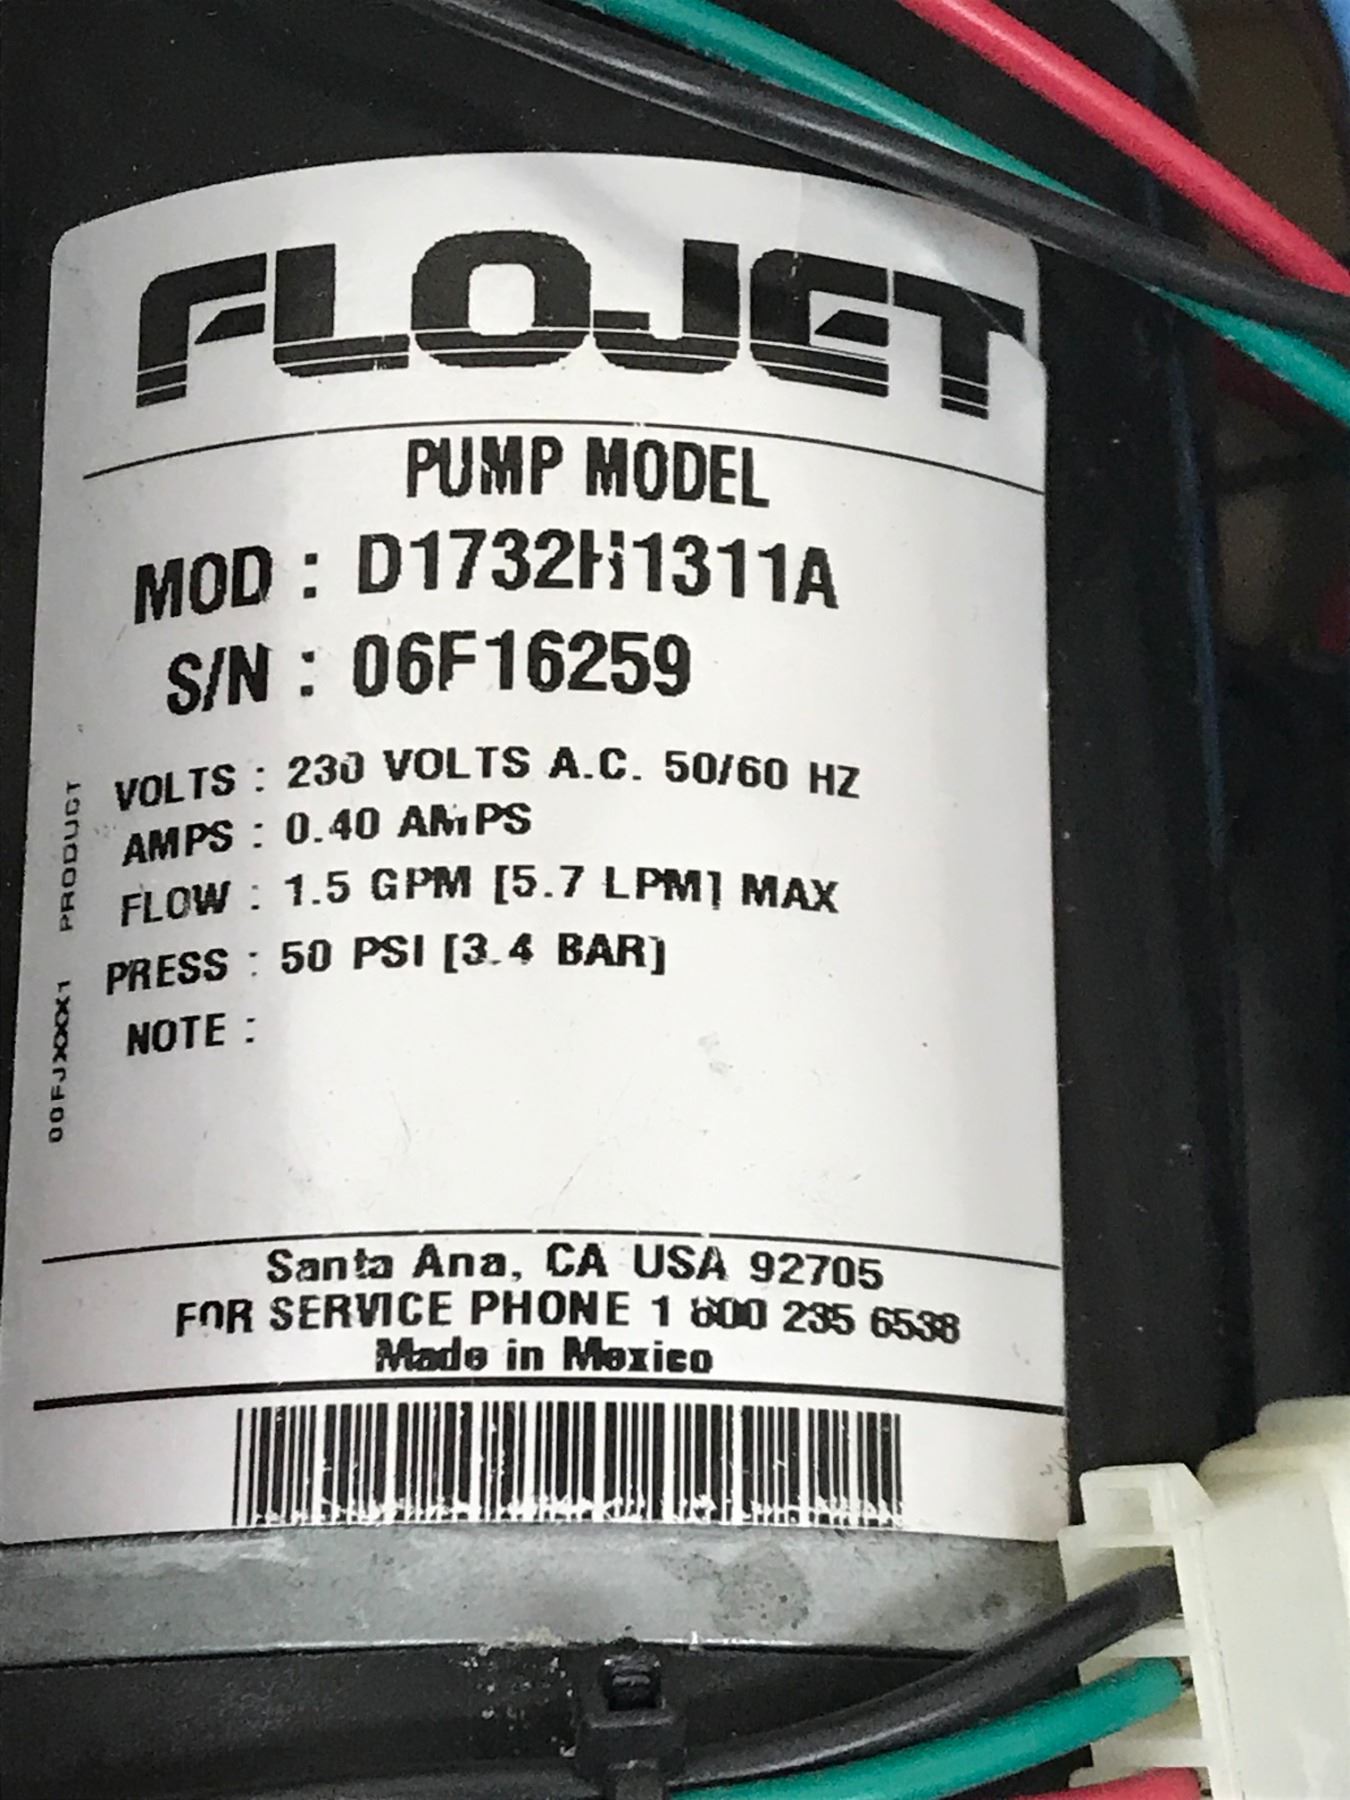 FLOJET
PUMP MODEL
MOD : D1732H1311A
S/N : 06F16259
VOLTS : 230 VOLTS A.C. 50/60 HZ
AMPS : 0.40 AMPS
FLOW : 1.5 GPM [5.7 LPM] MAX
PRESS : 50 PSI [3.4 BAR]
NOTE :
00FJXXX1 PRODUCT
Santa Ana, CA USA 92705
FOR SERVICE PHONE 1 800 235 6538
Made in Mexico